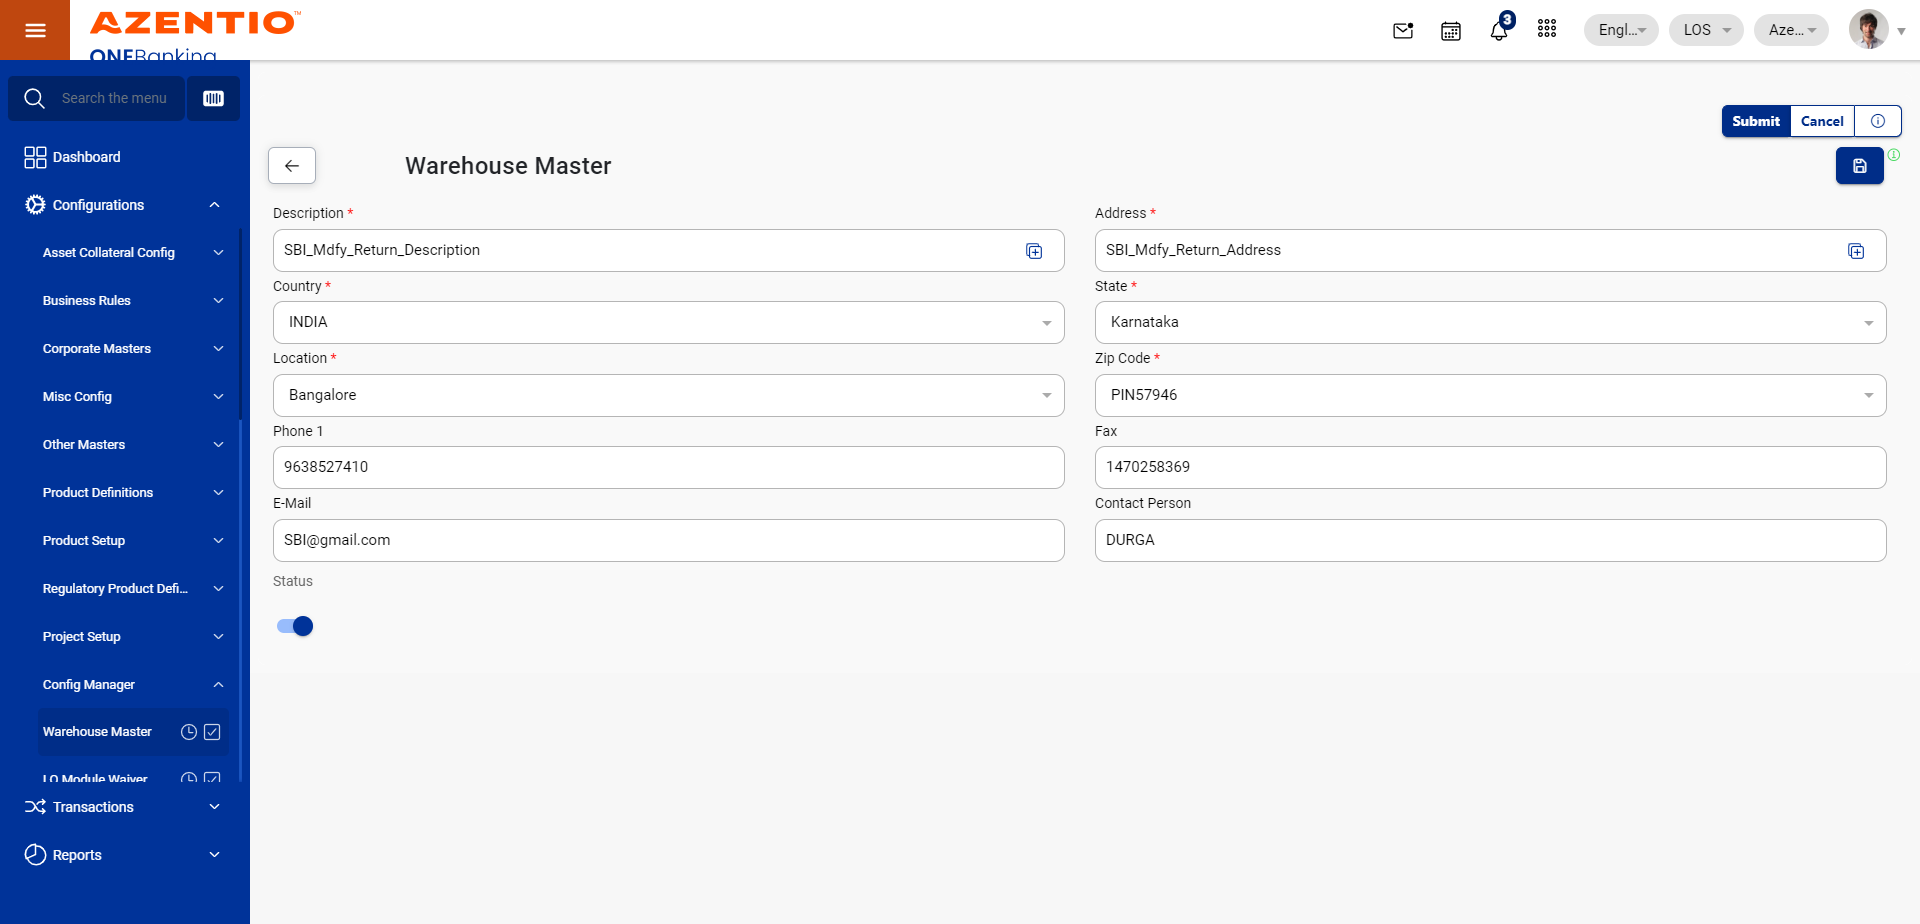 AZENTIO™
ONEBanking
3
Engl...
LOS
Aze...
Search the menu
Dashboard
Configurations
Asset Collateral Config
Business Rules
Corporate Masters
Misc Config
Other Masters
Product Definitions
Product Setup
Regulatory Product Defi...
Project Setup
Config Manager
Warehouse Master
LO Module Waiver
Transactions
Reports
Submit
Cancel
Warehouse Master
Description *
Address *
SBI_Mdfy_Return_Description
SBI_Mdfy_Return_Address
Country *
State *
INDIA
Karnataka
Location *
Zip Code *
Bangalore
PIN57946
Phone 1
Fax
9638527410
1470258369
E-Mail
Contact Person
SBI@gmail.com
DURGA
Status